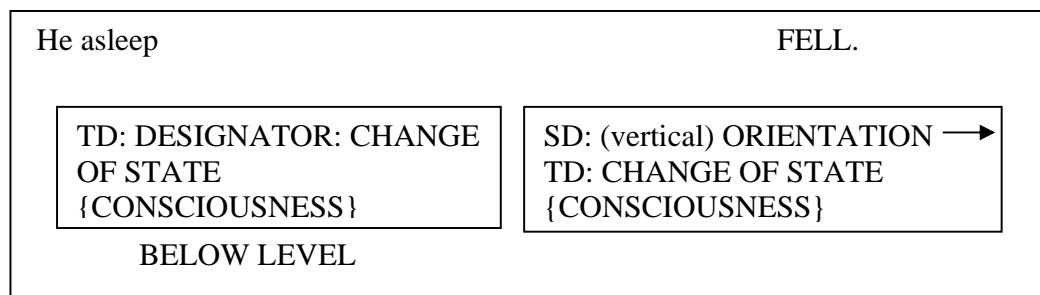 He asleep FELL.
TD: DESIGNATOR: CHANGE
OF STATE
{CONSCIOUSNESS}
SD: (vertical) ORIENTATION
TD: CHANGE OF STATE
{CONSCIOUSNESS}
BELOW LEVEL